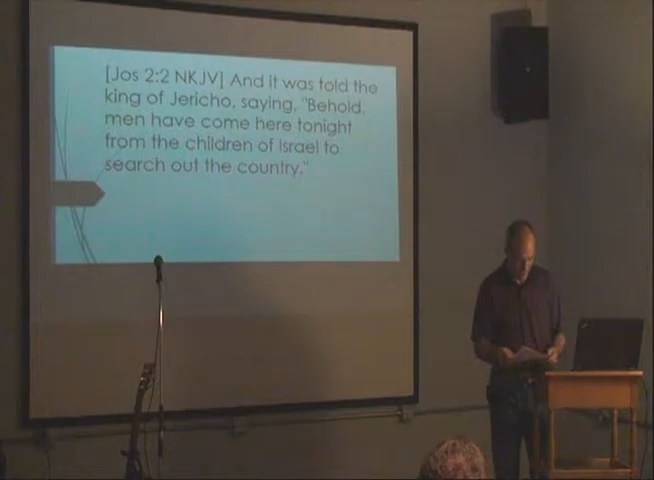 [Jos 2:2 NKJV] And it was told the
king of Jericho, saying, "Behold,
men have come here tonight
from the children of Israel to
search out the country."